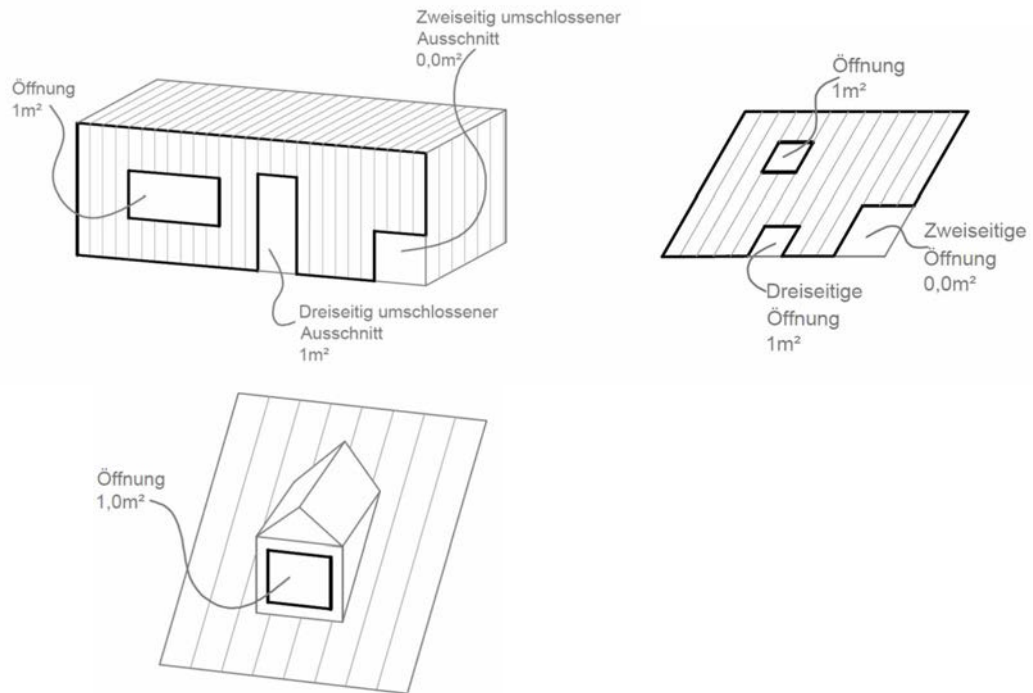 Zweiseitig umschlossener
Ausschnitt
0,0m²
Öffnung
1m²
Dreiseitig umschlossener
Ausschnitt
1m²
Öffnung
1m²
Zweiseitige
Öffnung
0,0m²
Dreiseitige
Öffnung
1m²
Öffnung
1,0m²